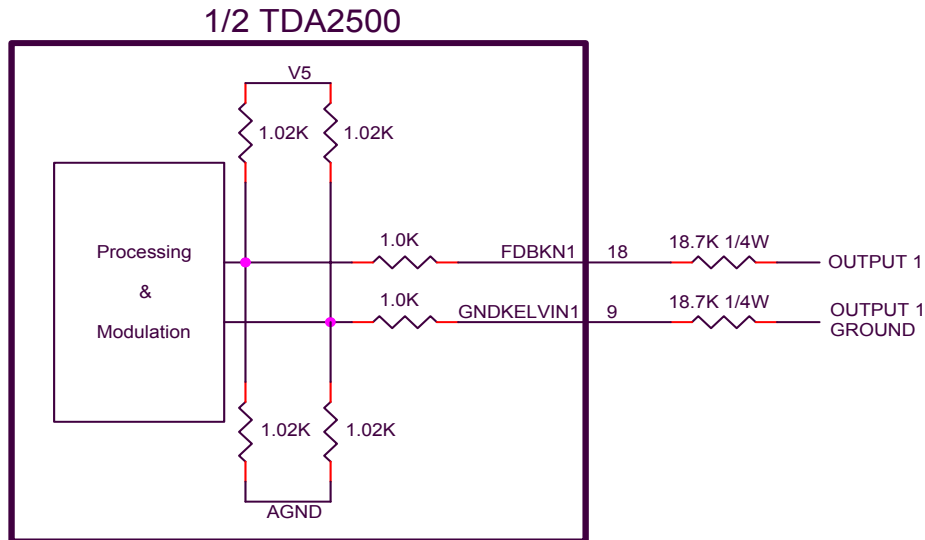 1/2 TDA2500
V5
1.02K 1.02K
Processing
&
Modulation
1.0K
FDBKN1 18 18.7K 1/4W
OUTPUT 1
1.0K
GNDKELVIN1 9 18.7K 1/4W
OUTPUT 1
GROUND
1.02K 1.02K
AGND